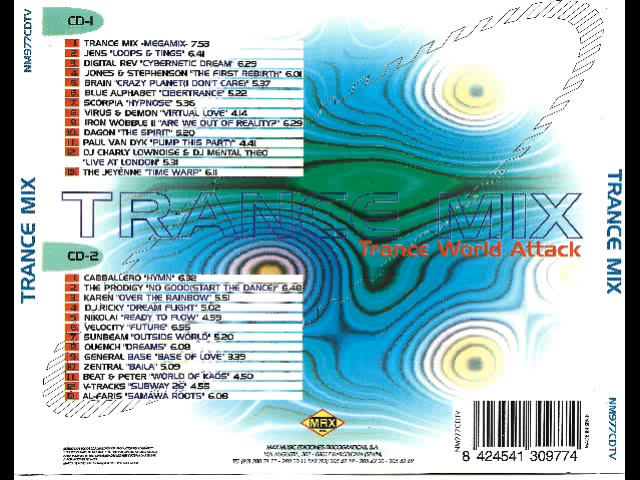 CD-1
1 TRANCE MIX -MEGAMIX- 7.53
2 JENS "LOOPS & TINGS" 6.41
3 DIGITAL REV "CYBERNETIC DREAM" 6.29
4 JONES & STEPHENSON "THE FIRST REBIRTH" 6.01
5 BRAIN "CRAZY PLANET(I DON'T CARE)" 5.37
6 BLUE ALPHABET "CIBERTRANCE" 5.22
7 SCORPIA "HYPNOSE" 5.36
8 VIRUS & DEMON "VIRTUAL LOVE" 4.14
9 IRON WOBBLE II "ARE WE OUT OF REALITY?" 6.29
10 DAGON "THE SPIRIT" 5.20
11 PAUL VAN DYK "PUMP THIS PARTY" 4.41
12 DJ CHARLY LOWNOISE & DJ MENTAL THEO
"LIVE AT LONDON" 5.31
13 THE JEYÊNNE "TIME WARP" 6.11
TRANCE MIX
Trance World Attack
CD-2
1 CABBALLERO "HYMN" 6.32
2 THE PRODIGY "NO GOOD(START THE DANCE)" 6.48
3 KAREN "OVER THE RAINBOW" 5.51
4 D.J.RICKY "DREAM FLIGHT" 5.02
5 NIKOLAI "READY TO FLOW" 4.59
6 VELOCITY "FUTURE" 6.55
7 SUNBEAM "OUTSIDE WORLD" 5.20
8 QUENCH "DREAMS" 6.08
9 GENERAL BASE "BASE OF LOVE" 3.39
10 ZENTRAL "BAILA" 5.09
11 BEAT & PETER "WORLD OF KAOS" 4.50
12 V-TRACKS "SUBWAY 26" 4.55
13 AL-FARIS "SAMAWA ROOTS" 6.08
MAX
MAX MUSIC EDICIONES DISCOGRAFICAS, S.A.
NM977CDTV
TRANCE MIX
TRANCE MIX
NM977CDTV
NM977CDTV
8 424541 309774
MADE IN SPAIN